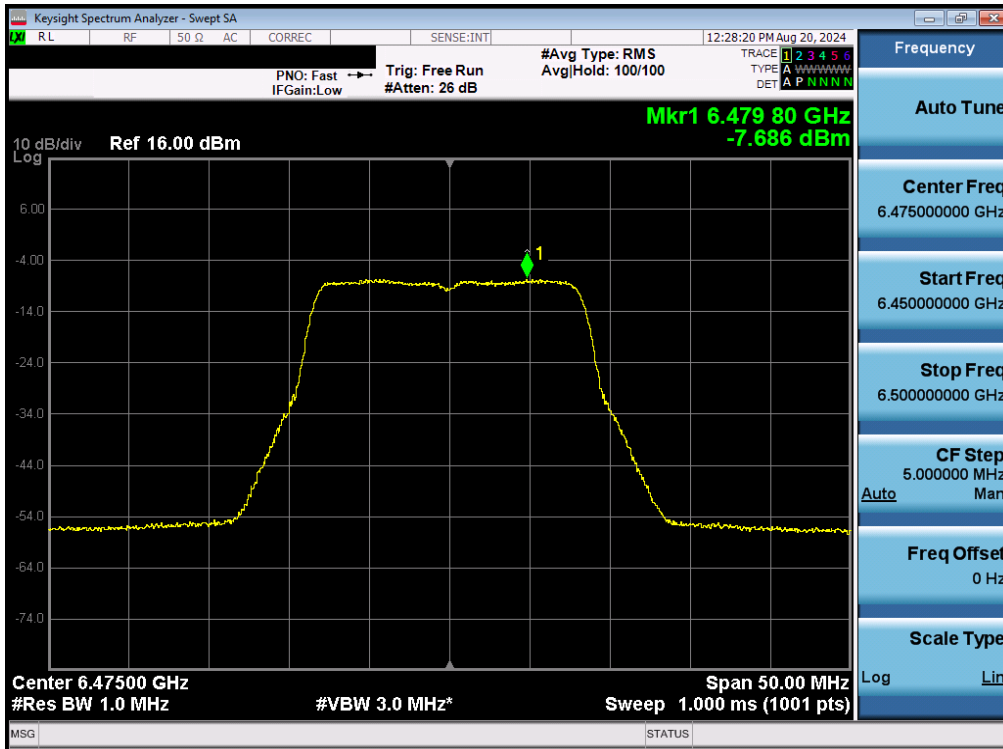 Keysight Spectrum Analyzer - Swept SA
LXI RL RF 50 Ω AC CORREC SENSE:INT 12:28:20 PM Aug 20, 2024
PNO: Fast
IFGain:Low
Trig: Free Run
#Atten: 26 dB
#Avg Type: RMS
Avg|Hold: 100/100
TRACE 1 2 3 4 5 6
TYPE A WWWWW
DET A P N N N N
Mkr1 6.479 80 GHz
-7.686 dBm
10 dB/div Ref 16.00 dBm
Log
6.00
-4.00
1
-14.0
-24.0
-34.0
-44.0
-54.0
-64.0
-74.0
Center 6.47500 GHz Span 50.00 MHz
#Res BW 1.0 MHz #VBW 3.0 MHz* Sweep 1.000 ms (1001 pts)
MSG STATUS
Frequency
Auto Tune
Center Freq
6.475000000 GHz
Start Freq
6.450000000 GHz
Stop Freq
6.500000000 GHz
CF Step
5.000000 MHz
Auto Man
Freq Offset
0 Hz
Scale Type
Log Lin